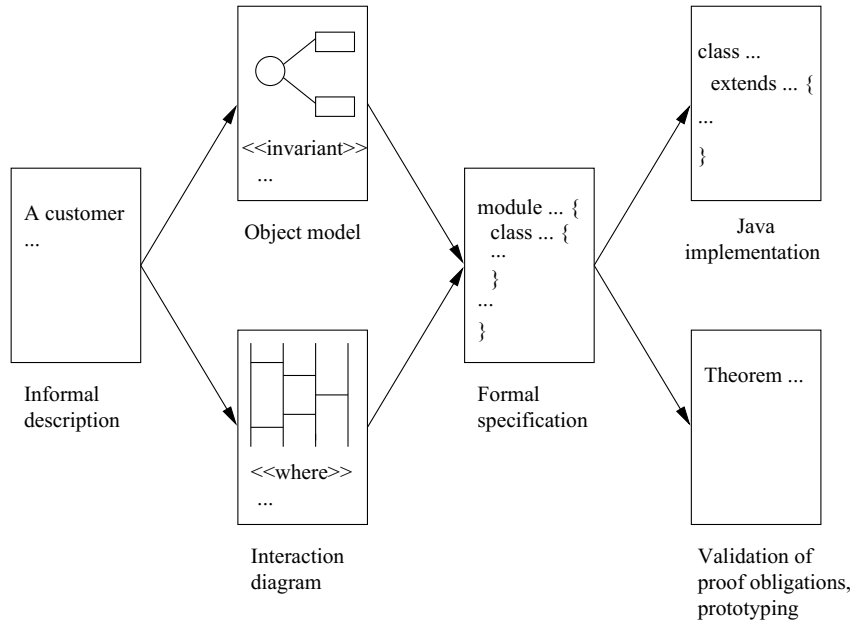 A customer
...
Informal
description
<<invariant>>
...
Object model
<<where>>
...
Interaction
diagram
module ... {
class ... {
...
}
...
}
Formal
specification
class ...
extends ... {
...
}
Java
implementation
Theorem ...
Validation of
proof obligations,
prototyping